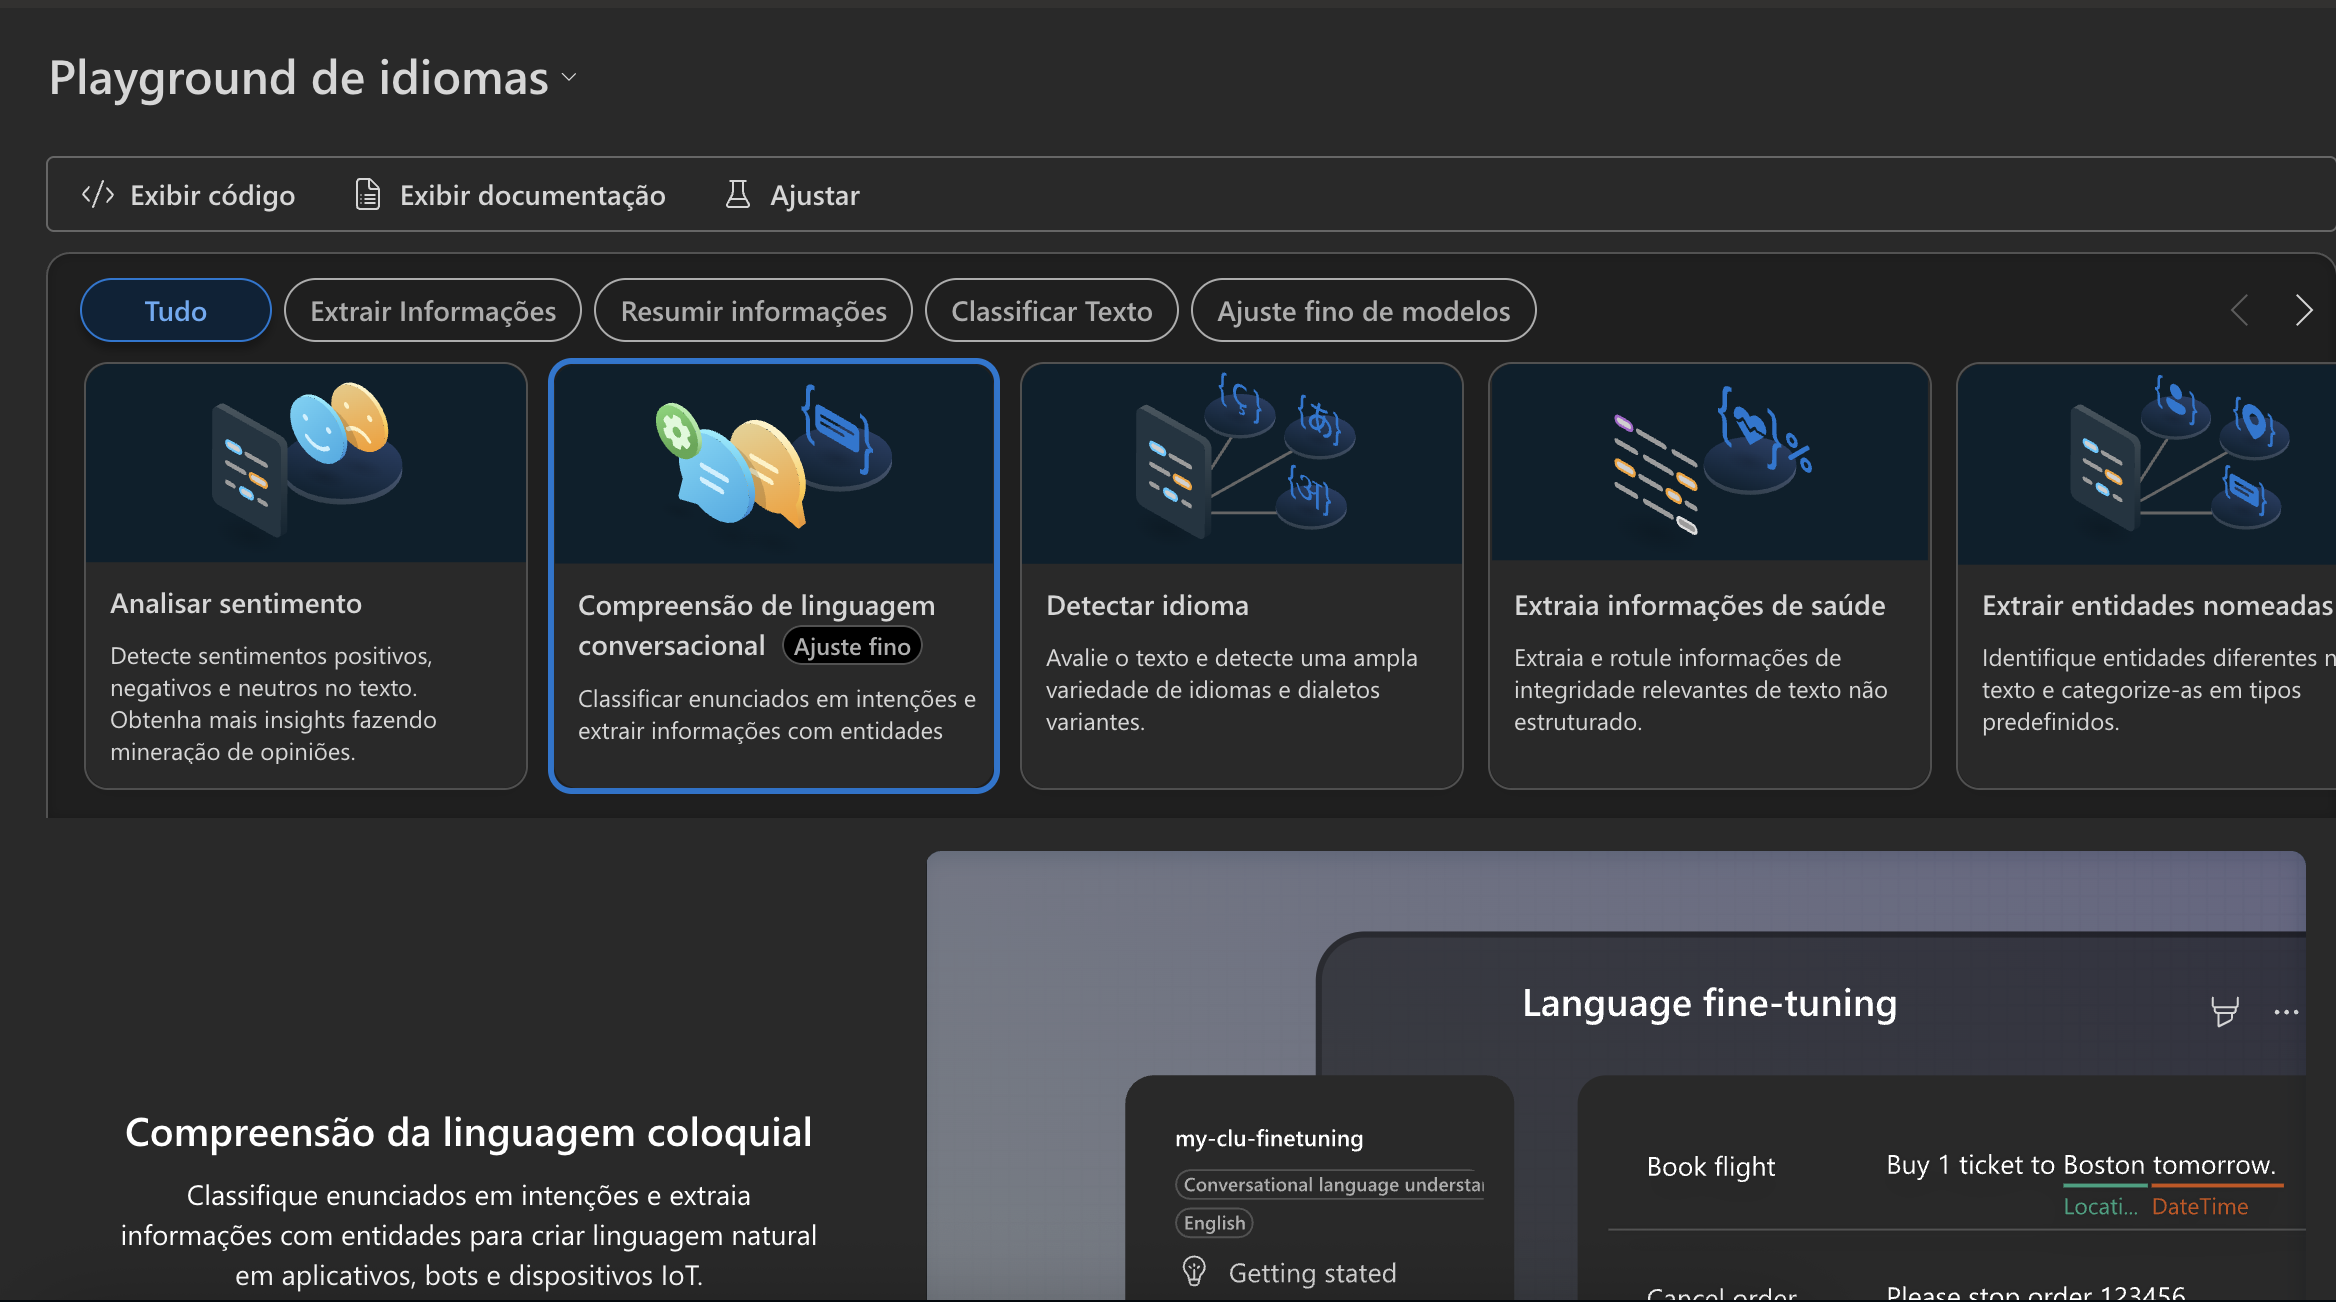 Playground de idiomas
Exibir código
Exibir documentação
Ajustar
Tudo
Extrair Informações
Resumir informações
Classificar Texto
Ajuste fino de modelos
Analisar sentimento
Detecte sentimentos positivos,
negativos e neutros no texto.
Obtenha mais insights fazendo
mineração de opiniões.
Compreensão de linguagem
conversacional Ajuste fino
Classificar enunciados em intenções e
extrair informações com entidades
Detectar idioma
Avalie o texto e detecte uma ampla
variedade de idiomas e dialetos
variantes.
Extraia informações de saúde
Extraia e rotule informações de
integridade relevantes de texto não
estruturado.
Extrair entidades nomeadas
Identifique entidades diferentes
texto e categorize-as em tipos
predefinidos.
Compreensão da linguagem coloquial
Classifique enunciados em intenções e extraia
informações com entidades para criar linguagem natural
em aplicativos, bots e dispositivos IoT.
Language fine-tuning
my-clu-finetuning
Conversational language
English
Getting stated
Book flight
Buy 1 ticket to Boston tomorrow.
Locati... DateTime
Cancel order
Please stop order 123456